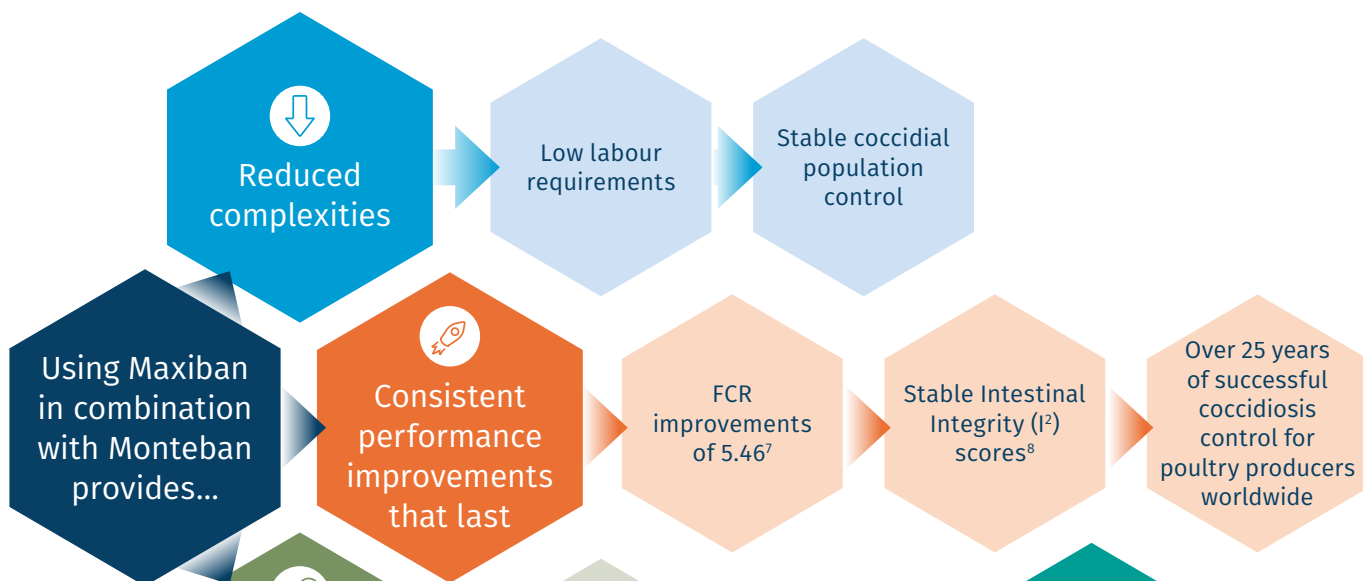 Reduced
complexities
Low labour
requirements
Stable coccidial
population
control
Using Maxiban
in combination
with Monteban
provides...
Consistent
performance
improvements
that last
FCR
improvements
of 5.46⁷
Stable Intestinal
Integrity (I²)
scores⁸
Over 25 years
of successful
coccidiosis
control for
poultry producers
worldwide